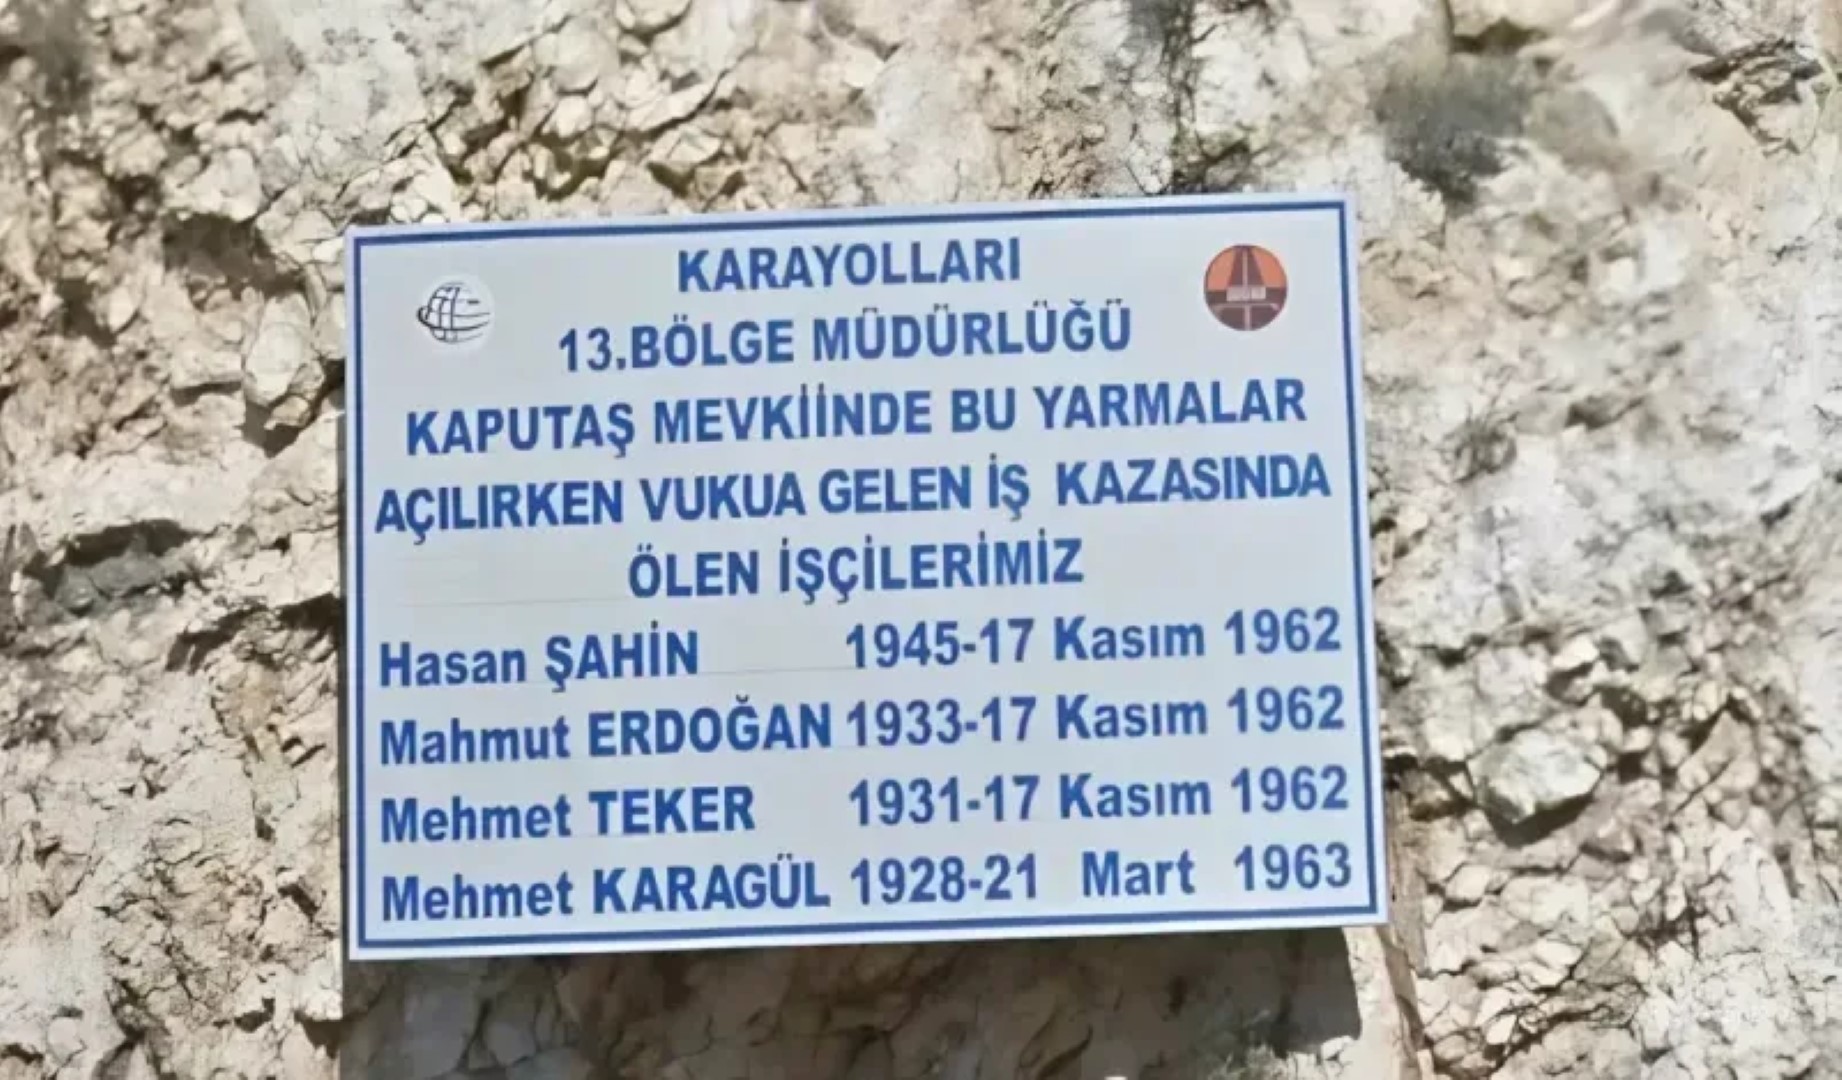 KARAYOLLARI
13.BÖLGE MÜDÜRLÜĞÜ
KAPUTAŞ MEVKİİNDE BU YARMALAR
AÇILIRKEN VUKUA GELEN İŞ KAZASINDA
ÖLEN İŞÇİLERİMİZ
Hasan ŞAHİN 1945-17 Kasım 1962
Mahmut ERDOĞAN 1933-17 Kasım 1962
Mehmet TEKER 1931-17 Kasım 1962
Mehmet KARAGÜL 1928-21 Mart 1963